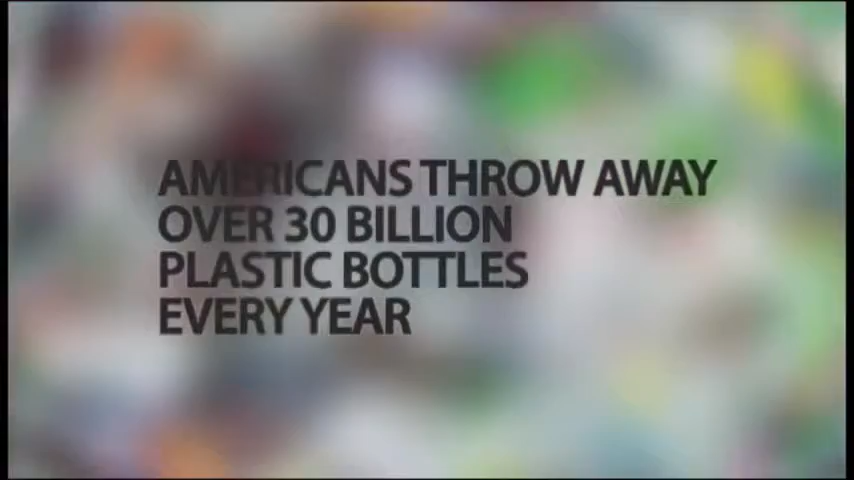 AMERICANS THROW AWAY
OVER 30 BILLION
PLASTIC BOTTLES
EVERY YEAR